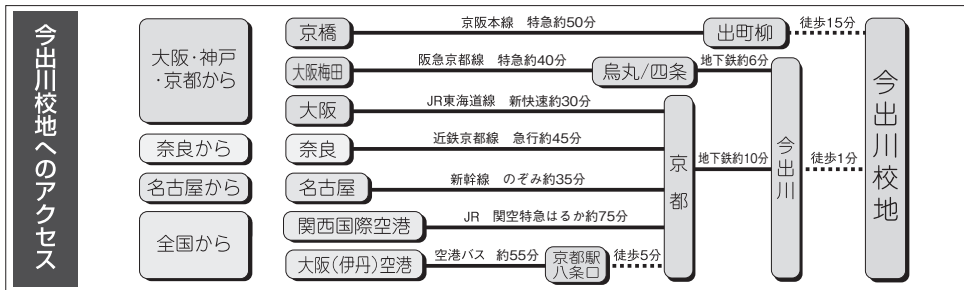 今出川校地へのアクセス
大阪・神戸
・京都から
京橋
京阪本線 特急約50分
出町柳
徒歩15分
大阪梅田
阪急京都線 特急約40分
烏丸/四条
地下鉄約6分
大阪
JR東海道線 新快速約30分
奈良から
奈良
近鉄京都線 急行約45分
名古屋から
名古屋
新幹線 のぞみ約35分
全国から
関西国際空港
JR 関空特急はるか約75分
大阪(伊丹)空港
空港バス 約55分
京都駅
八条口
徒歩5分
京都
地下鉄約10分
今出川
徒歩1分
今出川校地